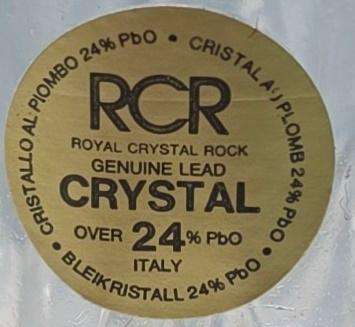 CRISTALLO AL PIOMBO 24% PbO • CRISTAL AU PLOMB 24% PbO • BLEIKRISTALL 24% PbO •
RCR
ROYAL CRYSTAL ROCK
GENUINE LEAD
CRYSTAL
OVER 24% PbO
ITALY